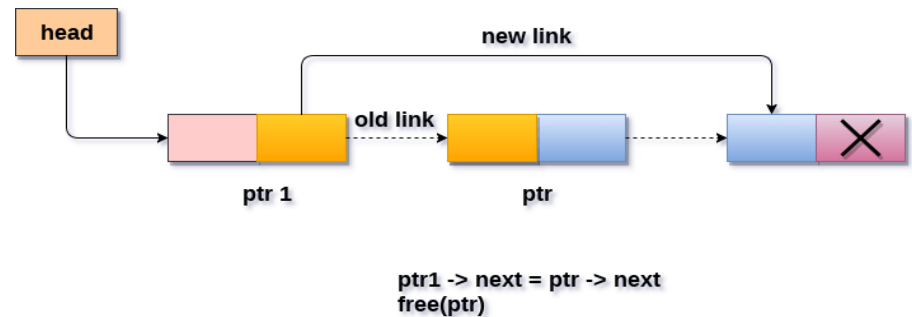 head
new link
old link
ptr 1
ptr
ptr1 -> next = ptr -> next
free(ptr)